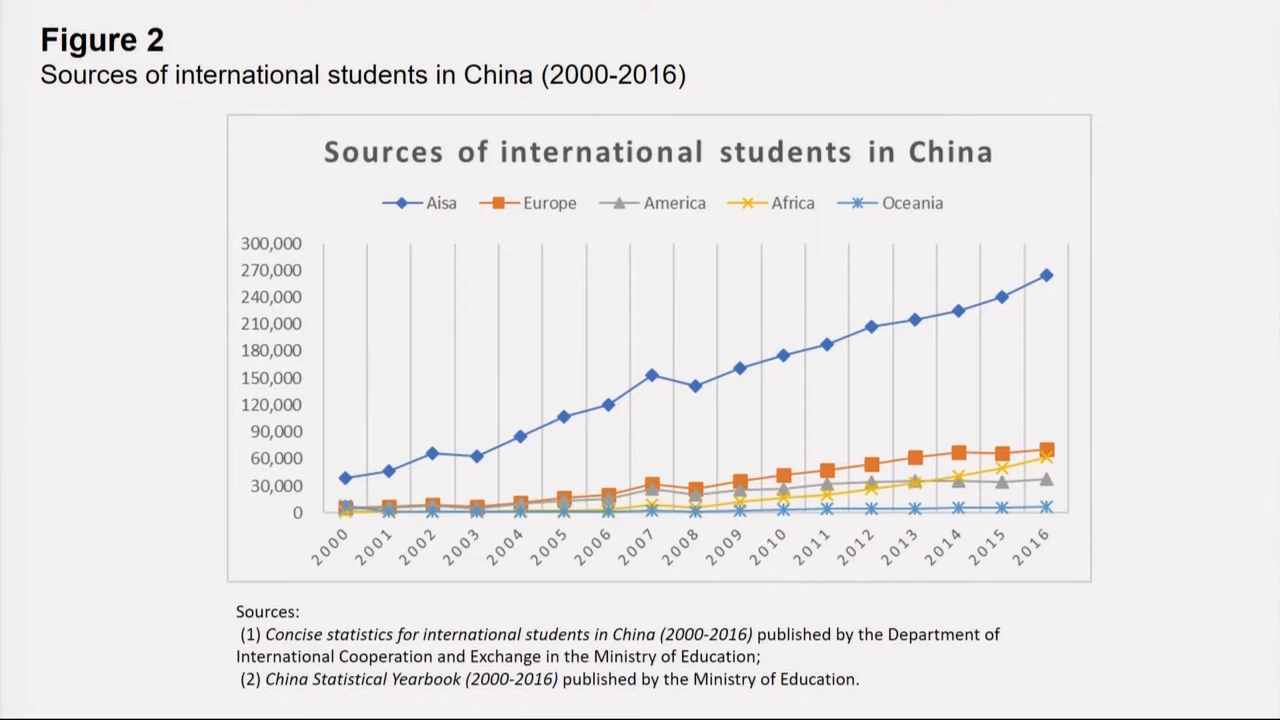 Figure 2
Sources of international students in China (2000-2016)
Sources of international students in China
Aisa Europe America Africa Oceania
300,000
270,000
240,000
210,000
180,000
150,000
120,000
90,000
60,000
30,000
0
2000 2001 2002 2003 2004 2005 2006 2007 2008 2009 2010 2011 2012 2013 2014 2015 2016
Sources:
(1) Concise statistics for international students in China (2000-2016) published by the Department of
International Cooperation and Exchange in the Ministry of Education;
(2) China Statistical Yearbook (2000-2016) published by the Ministry of Education.